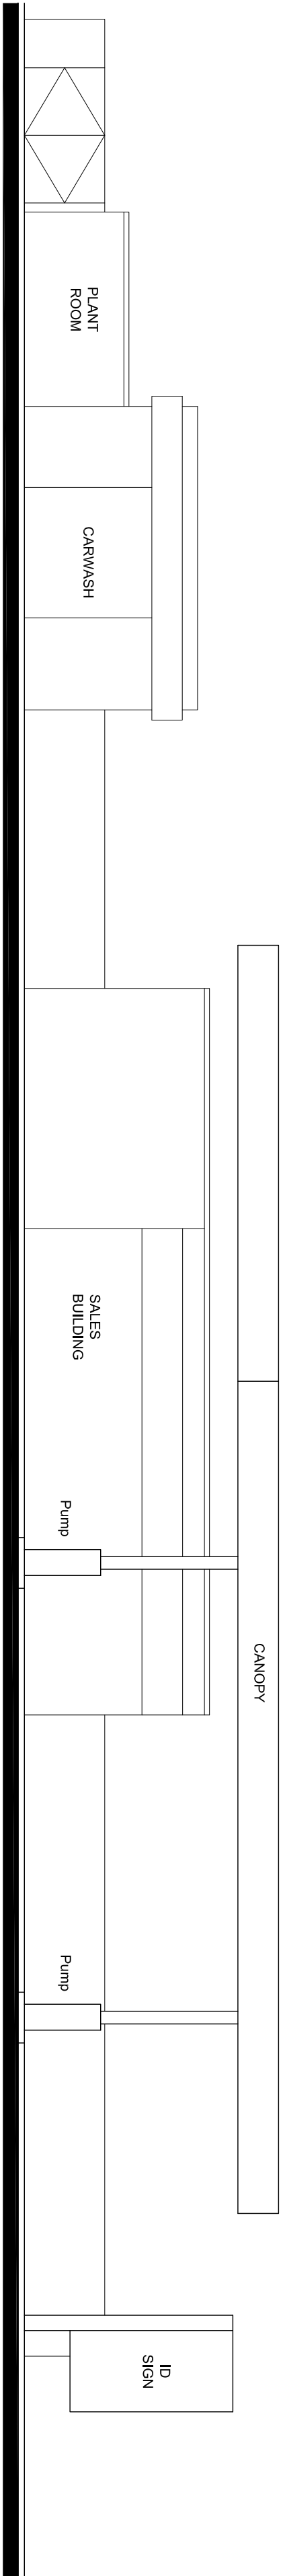 PLANT
ROOM
CARWASH
SALES
BUILDING
Pump
CANOPY
Pump
ID
SIGN